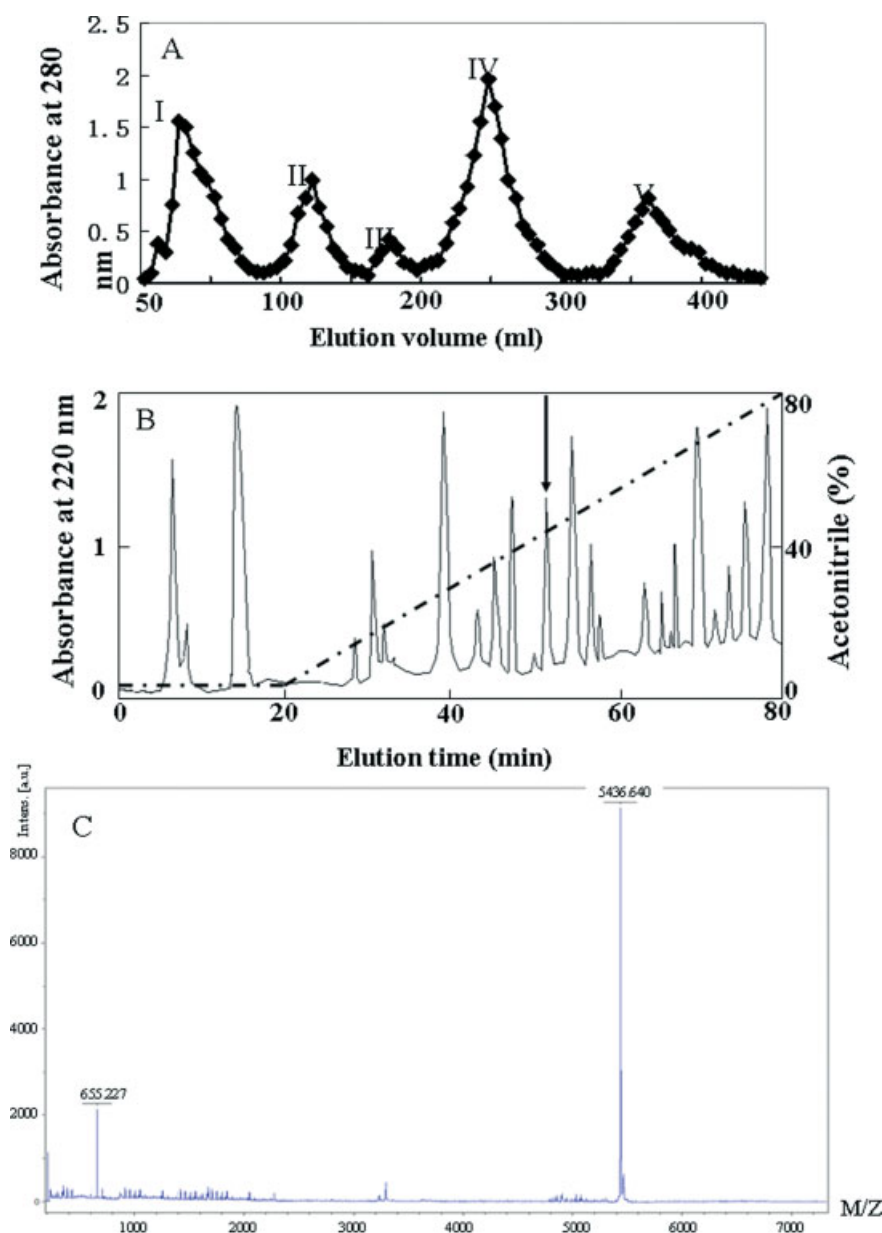 A
2.5
2
1.5
1
0.5
0
I
II
III
IV
V
Absorbance at 280
nm
50
100
200
300
400
Elution volume (ml)
B
2
1
0
Absorbance at 220 nm
80
40
0
Acetonitrile (%)
0
20
40
60
80
Elution time (min)
C
Intens. [a.u.]
8000
6000
4000
2000
0
655.227
5436.640
1000
2000
3000
4000
5000
6000
7000
M/Z